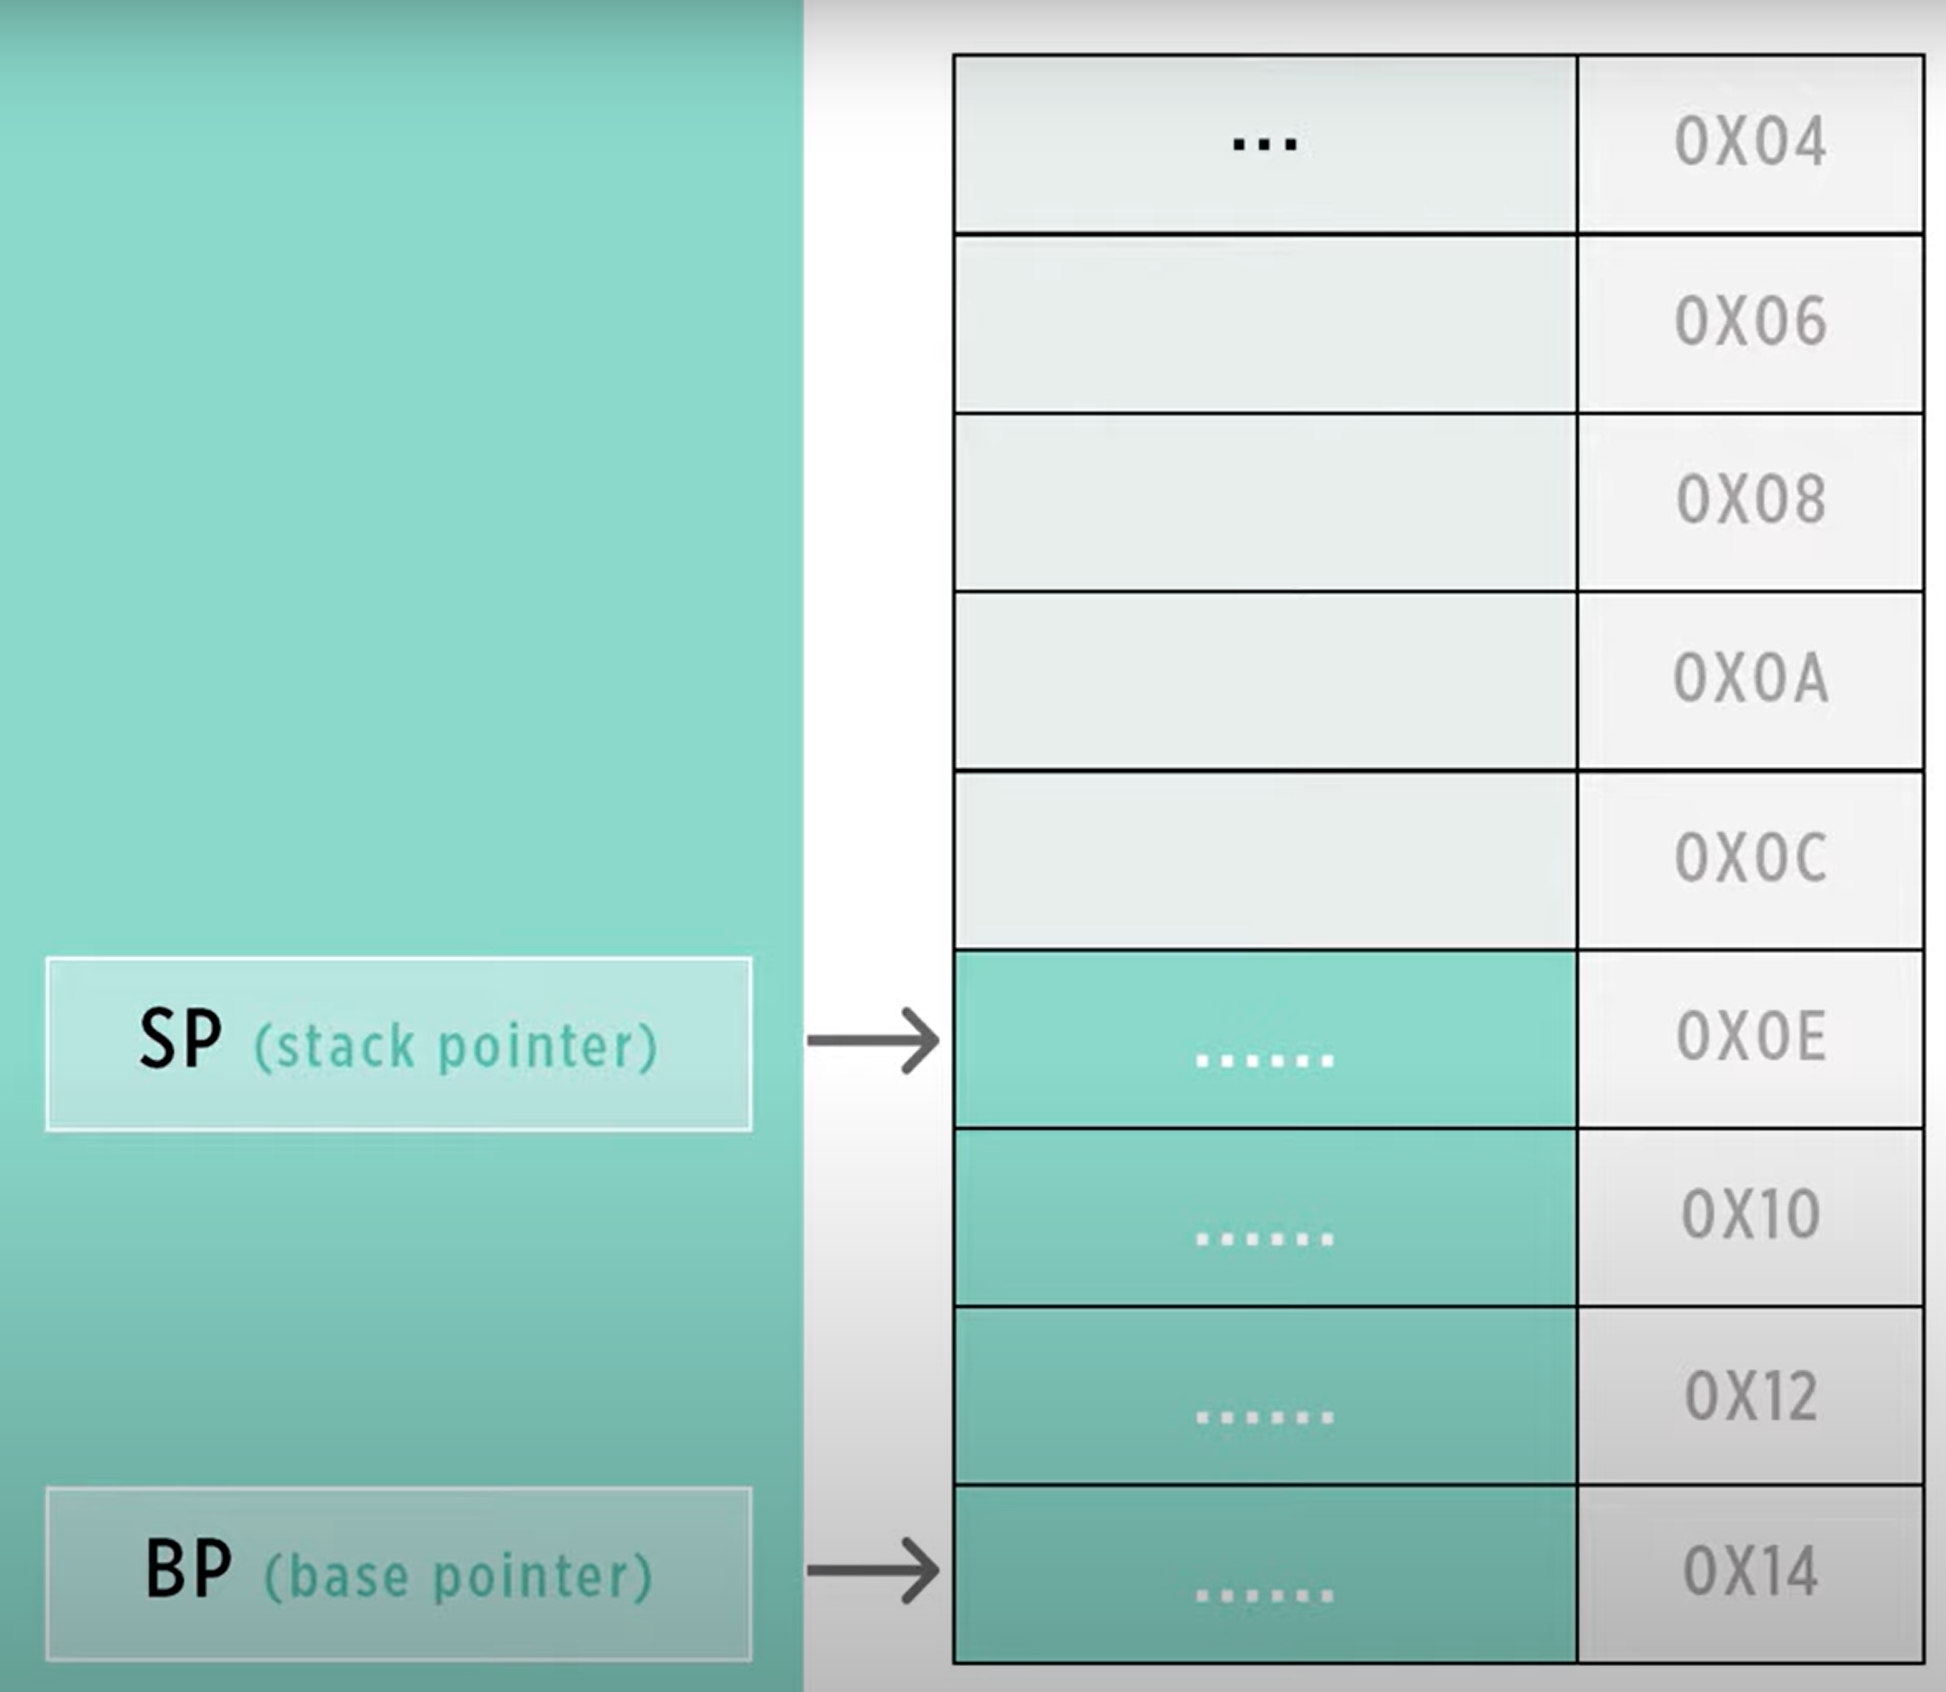 ... 0X04
0X06
0X08
0X0A
0X0C
SP (stack pointer) ...... 0X0E
...... 0X10
...... 0X12
BP (base pointer) ...... 0X14